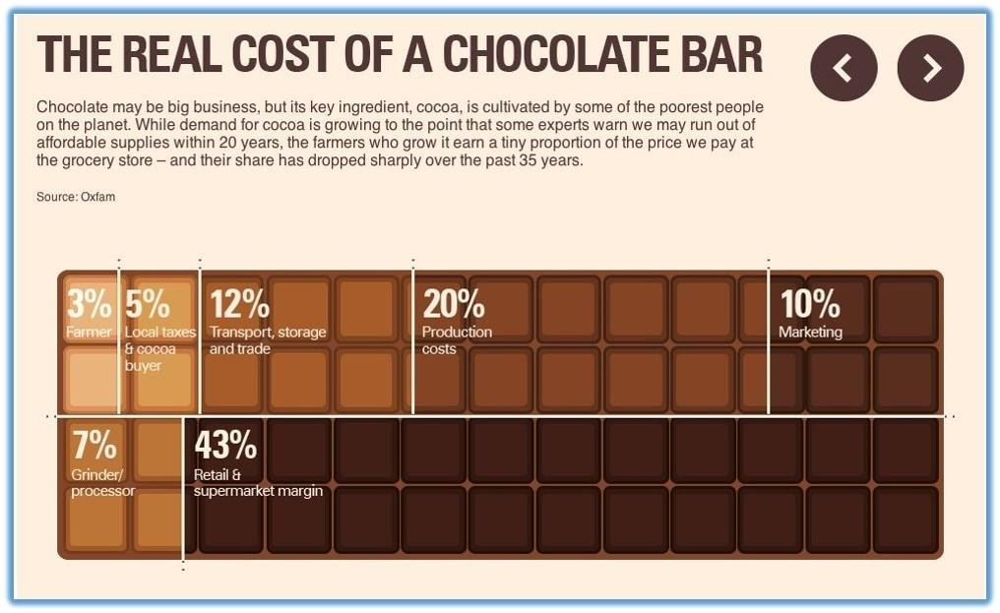 THE REAL COST OF A CHOCOLATE BAR
Chocolate may be big business, but its key ingredient, cocoa, is cultivated by some of the poorest people
on the planet. While demand for cocoa is growing to the point that some experts warn we may run out of
affordable supplies within 20 years, the farmers who grow it earn a tiny proportion of the price we pay at
the grocery store – and their share has dropped sharply over the past 35 years.
Source: Oxfam
3%
Farmer
5%
Local taxes
& cocoa
buyer
12%
Transport, storage
and trade
20%
Production
costs
10%
Marketing
7%
Grinder/
processor
43%
Retail &
supermarket margin